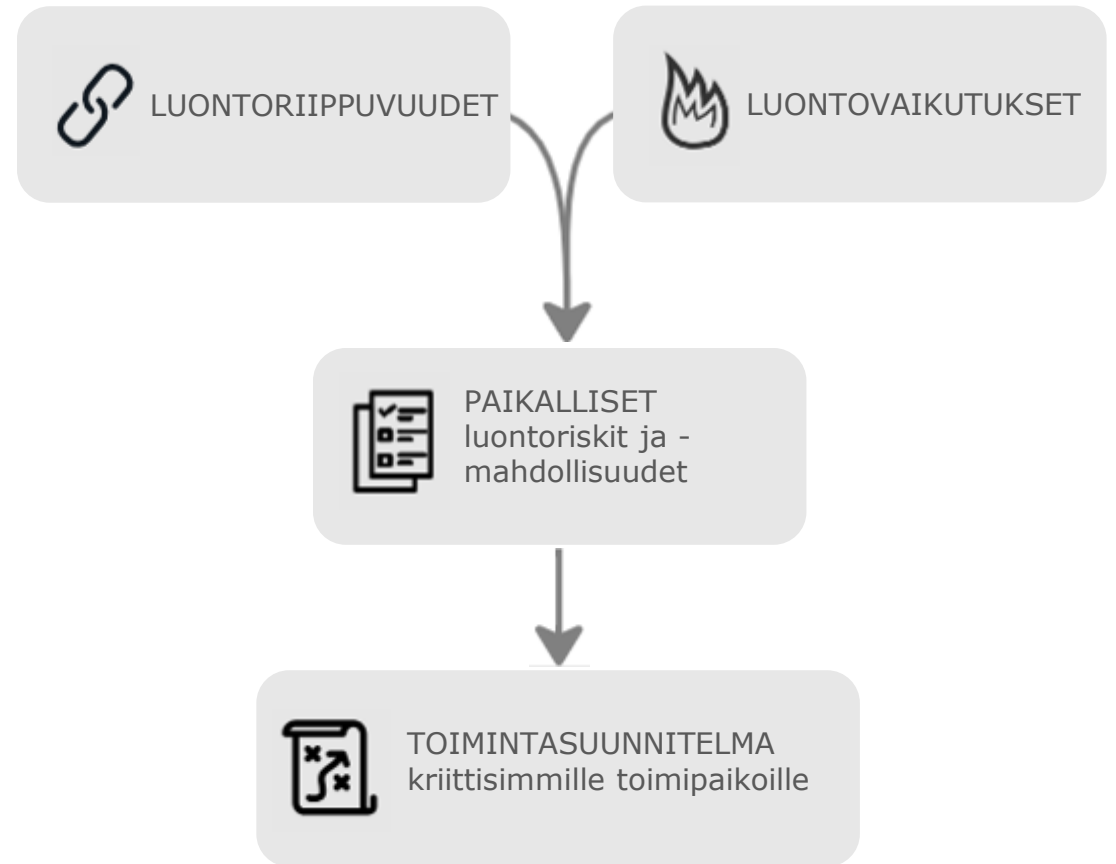 LUONTORIIPPUVUUDET
LUONTOVAIKUTUKSET
PAIKALLISET
luontoriskit ja -
mahdollisuudet
TOIMINTASUUNNITELMA
kriittisimmille toimipaikoille